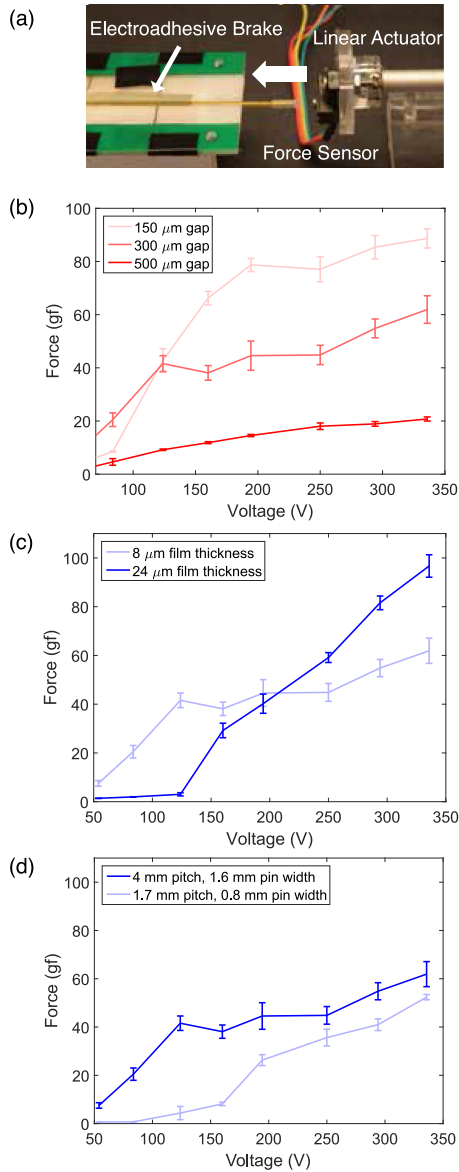 (a)
Electroadhesive Brake
Linear Actuator
Force Sensor
(b)
100
80
60
40
20
0
Force (gf)
150 μm gap
300 μm gap
500 μm gap
100 150 200 250 300 350
Voltage (V)
(c)
100
80
60
40
20
0
Force (gf)
8 μm film thickness
24 μm film thickness
50 100 150 200 250 300 350
Voltage (V)
(d)
100
80
60
40
20
0
Force (gf)
4 mm pitch, 1.6 mm pin width
1.7 mm pitch, 0.8 mm pin width
50 100 150 200 250 300 350
Voltage (V)